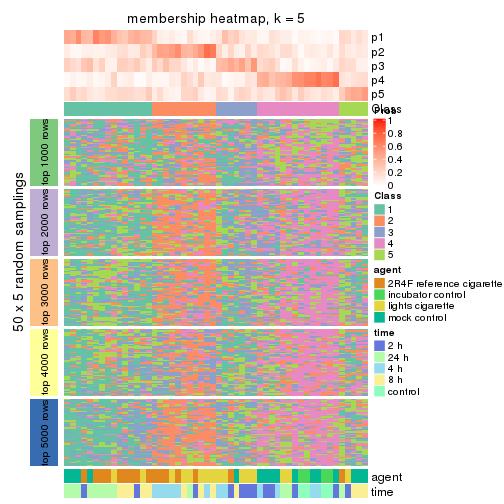 membership heatmap, k = 5
p1
p2
p3
p4
p5
Class
Prob
1
0.8
0.6
0.4
0.2
0
Class
1
2
3
4
5
agent
2R4F reference cigarette
incubator control
lights cigarette
mock control
time
2 h
24 h
4 h
8 h
control
50 x 5 random samplings
top 1000 rows
top 2000 rows
top 3000 rows
top 4000 rows
top 5000 rows
agent
time